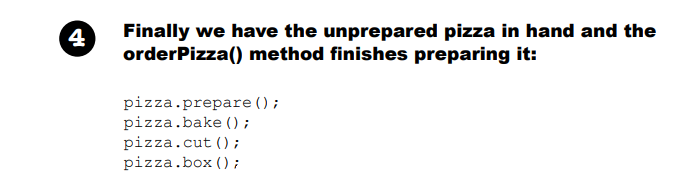 4
Finally we have the unprepared pizza in hand and the
orderPizza() method finishes preparing it:
pizza.prepare();
pizza.bake();
pizza.cut();
pizza.box();